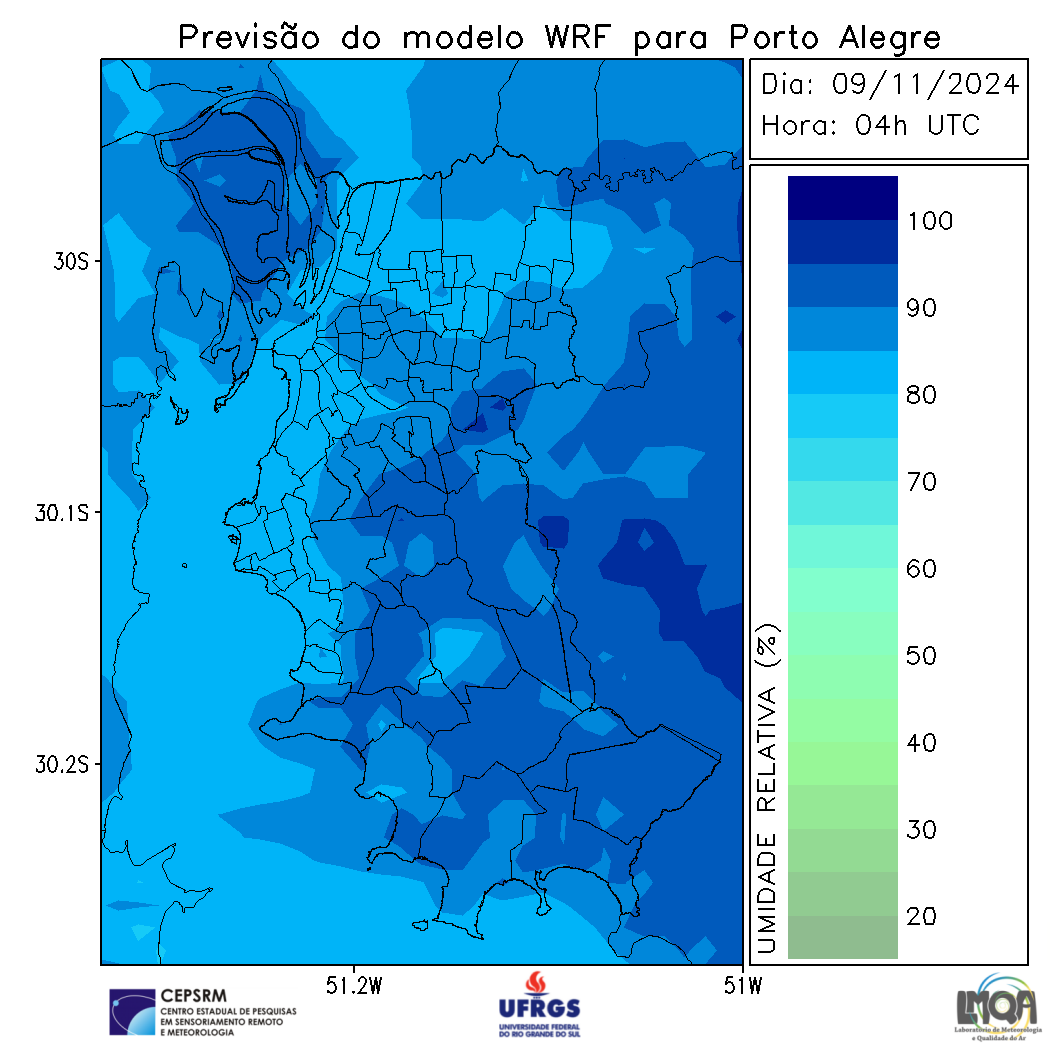 Previsão do modelo WRF para Porto Alegre
Dia: 09/11/2024
Hora: 04h UTC
30S
30.1S
30.2S
51.2W
51W
UMIDADE RELATIVA (%)
100
90
80
70
60
50
40
30
20
CEPSRM
CENTRO ESTADUAL DE PESQUISAS
EM SENSORIAMENTO REMOTO
E METEOROLOGIA
UFRGS
UNIVERSIDADE FEDERAL
DO RIO GRANDE DO SUL
LMQA
Laboratório de Meteorologia
e Qualidade do Ar